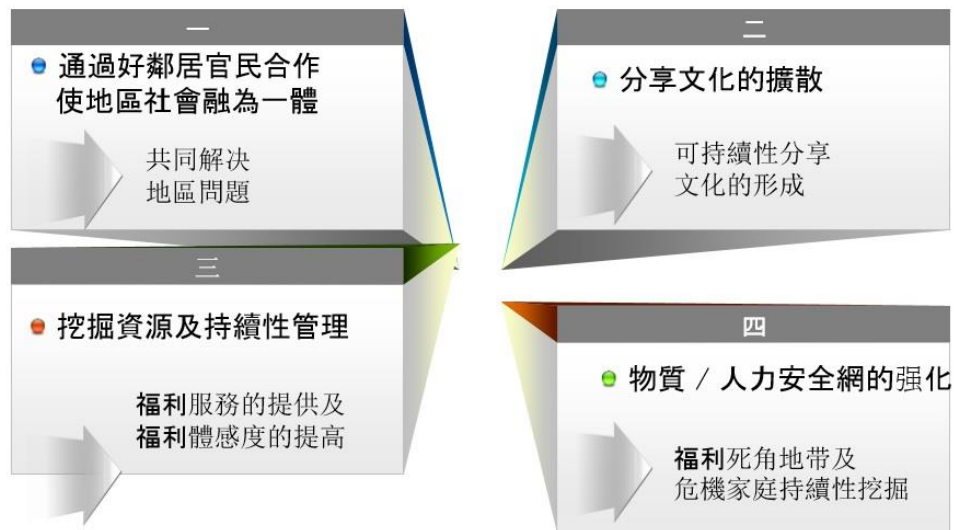 一
通過好鄰居官民合作
使地區社會融為一體
共同解決
地區問題
二
分享文化的擴散
可持續性分享
文化的形成
三
挖掘資源及持續性管理
福利服務的提供及
福利體感度的提高
四
物質 / 人力安全網的强化
福利死角地带及
危機家庭持續性挖掘